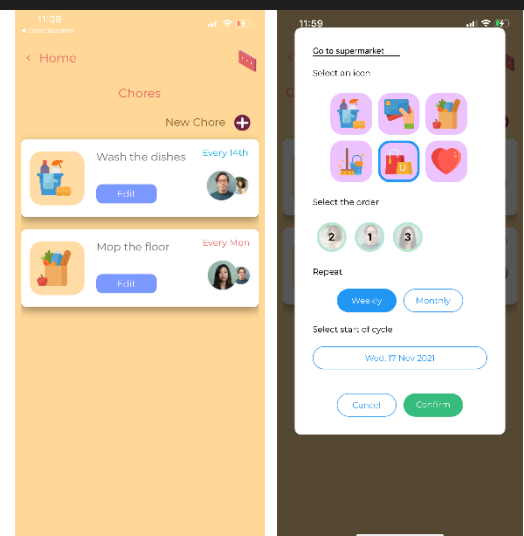 11:38
◀ Code Scanner
‹ Home
Chores
New Chore
Wash the dishes
Every 14th
Edit
Mop the floor
Every Mon
Edit
11:59
Go to supermarket
Select an icon
Select the order
2 1 3
Repeat
Weekly Monthly
Select start of cycle
Wed, 17 Nov 2021
Cancel Confirm